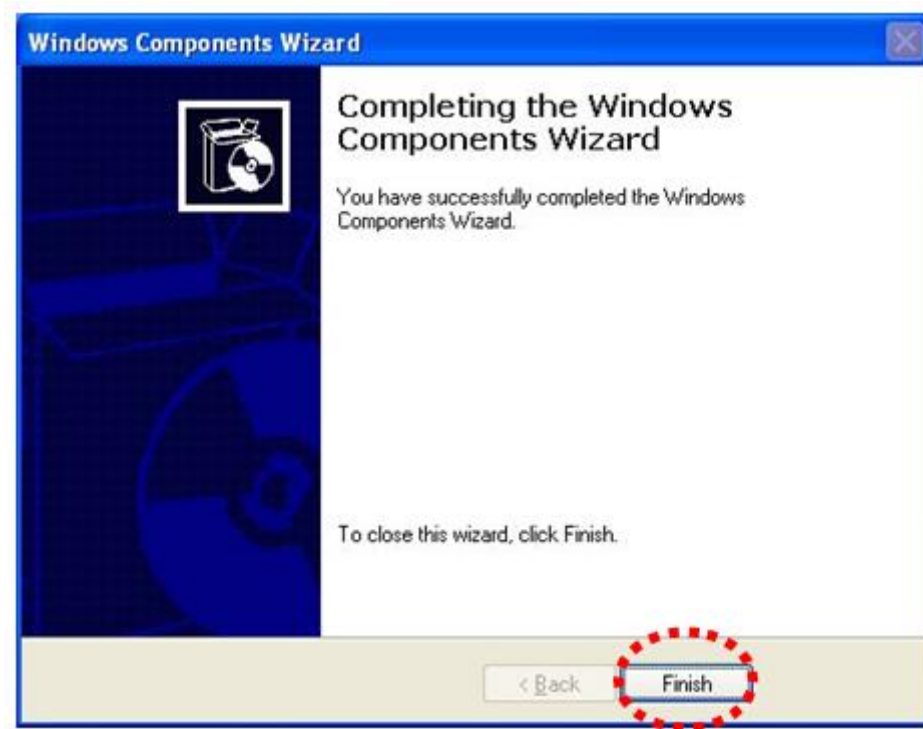 Windows Components Wizard
Completing the Windows
Components Wizard
You have successfully completed the Windows
Components Wizard.
To close this wizard, click Finish.
< Back
Finish